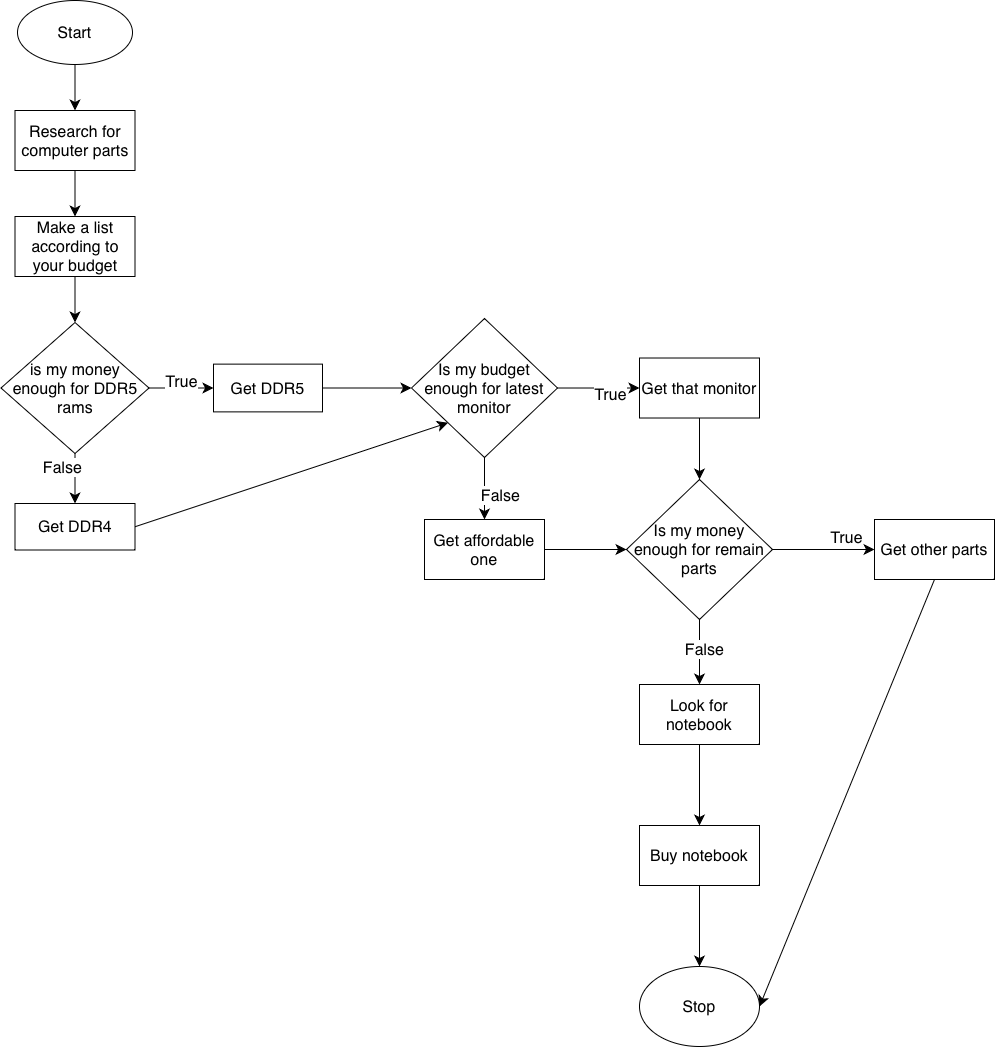 Start
Research for
computer parts
Make a list
according to
your budget
is my money
enough for DDR5
rams
True
Get DDR5
False
Get DDR4
Is my budget
enough for latest
monitor
True
Get that monitor
False
Get affordable
one
Is my money
enough for remain
parts
True
Get other parts
False
Look for
notebook
Buy notebook
Stop